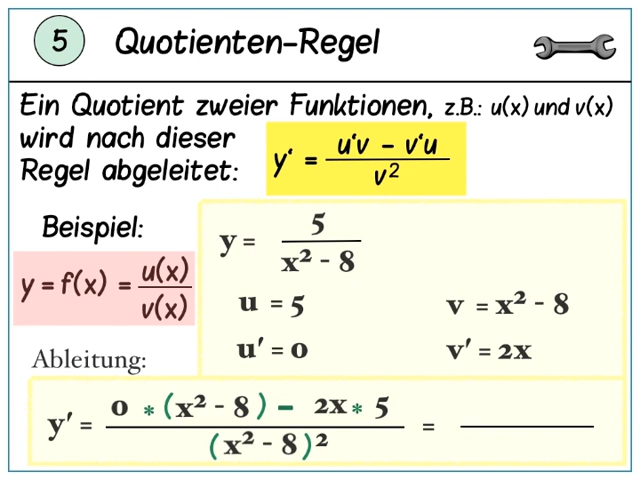 5 Quotienten-Regel
Ein Quotient zweier Funktionen, z.B.: u(x) und v(x)
wird nach dieser
Regel abgeleitet:
y' = (u'v - v'u) / v²
Beispiel:
y = f(x) = u(x) / v(x)
y = 5 / (x² - 8)
u = 5 v = x² - 8
u' = 0 v' = 2x
Ableitung:
y' = (0 * (x² - 8) - 2x * 5) / (x² - 8)² = ______